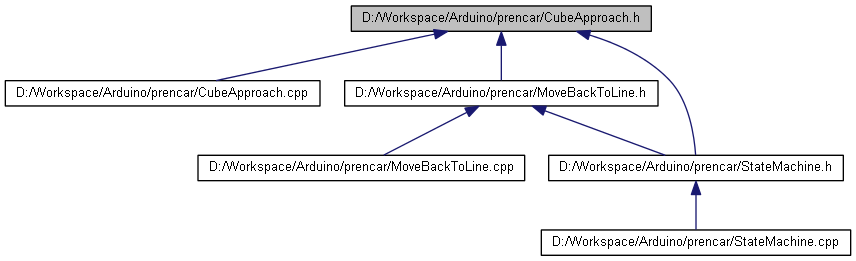 D:/Workspace/Arduino/prencar/CubeApproach.h
D:/Workspace/Arduino/prencar/CubeApproach.cpp
D:/Workspace/Arduino/prencar/MoveBackToLine.h
D:/Workspace/Arduino/prencar/MoveBackToLine.cpp
D:/Workspace/Arduino/prencar/StateMachine.h
D:/Workspace/Arduino/prencar/StateMachine.cpp